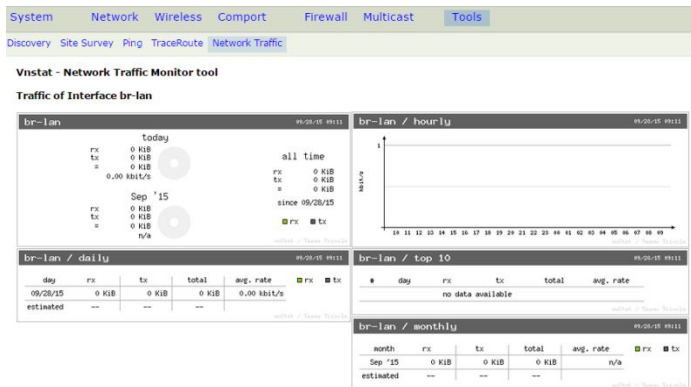 System Network Wireless Comport Firewall Multicast Tools
Discovery Site Survey Ping TraceRoute Network Traffic
Vnstat - Network Traffic Monitor tool
Traffic of Interface br-lan
br-lan 09/28/15 09:11
today
rx 0 KiB
tx 0 KiB
= 0 KiB
0.00 kbit/s
Sep '15
rx 0 KiB
tx 0 KiB
= 0 KiB
n/a
all time
rx 0 KiB
tx 0 KiB
= 0 KiB
since 09/28/15
rx tx
br-lan / hourly 09/28/15 09:11
1
kbit/s
10 11 12 13 14 15 16 17 18 19 20 21 22 23 00 01 02 03 04 05 06 07 08 09
br-lan / daily 09/28/15 09:11
day rx tx total avg. rate rx tx
09/28/15 0 KiB 0 KiB 0 KiB 0.00 kbit/s
estimated -- -- --
br-lan / top 10 09/28/15 09:11
# day rx tx total avg. rate
no data available
br-lan / monthly 09/28/15 09:11
month rx tx total avg. rate rx tx
Sep '15 0 KiB 0 KiB 0 KiB n/a
estimated -- -- --